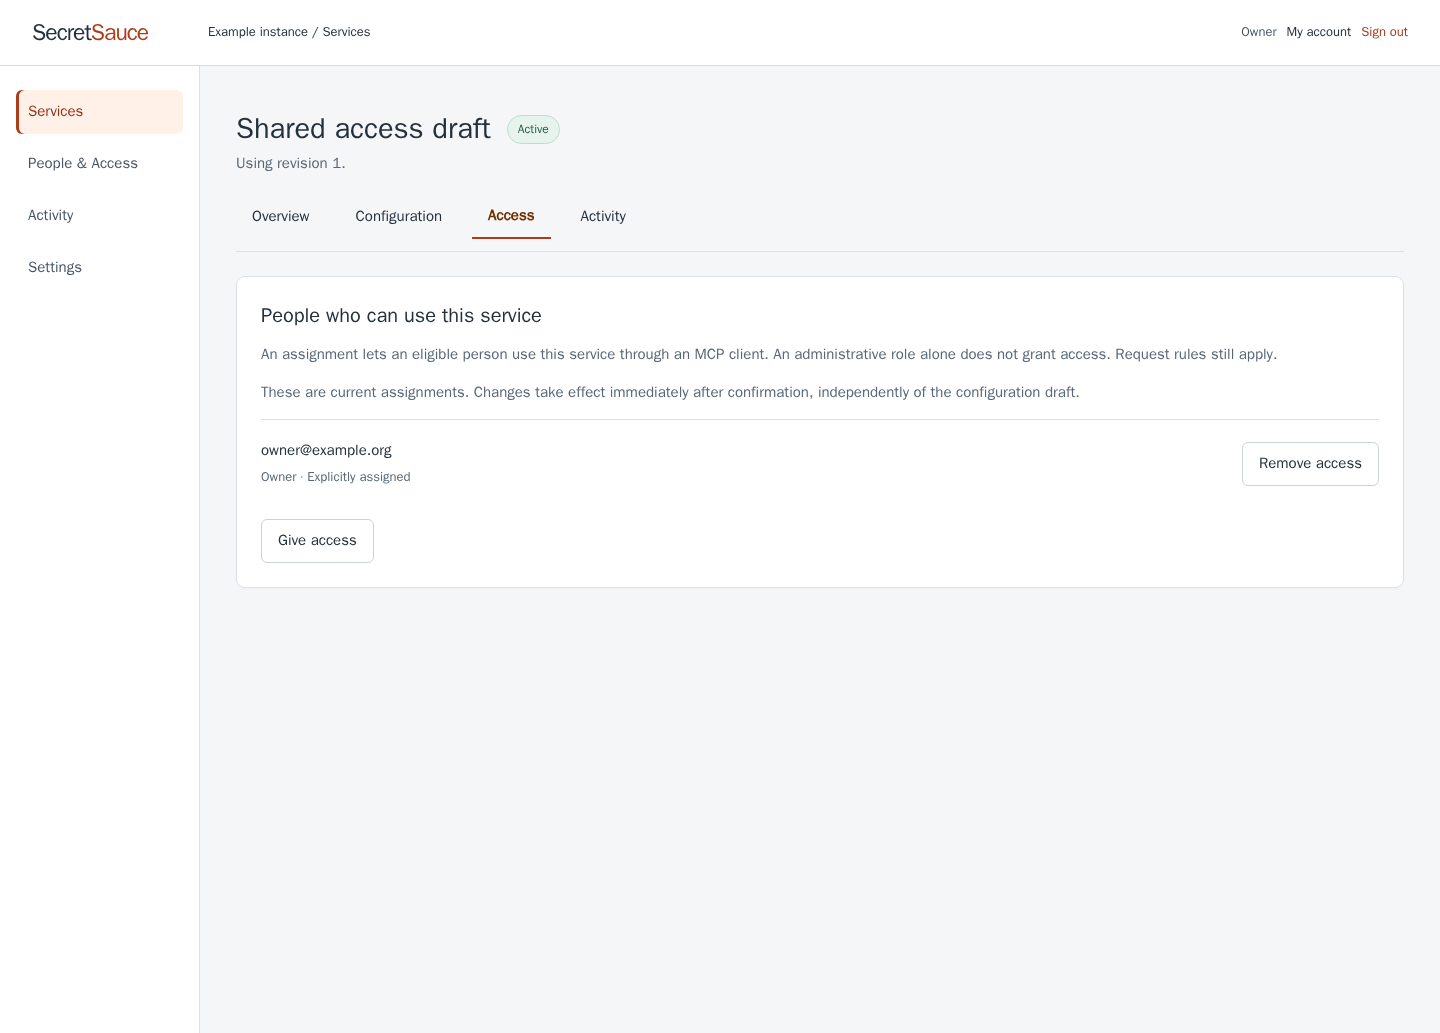 SecretSauce
Example instance / Services
Owner My account Sign out
Services
People & Access
Activity
Settings
Shared access draft Active
Using revision 1.
Overview Configuration Access Activity
People who can use this service
An assignment lets an eligible person use this service through an MCP client. An administrative role alone does not grant access. Request rules still apply.
These are current assignments. Changes take effect immediately after confirmation, independently of the configuration draft.
owner@example.org
Owner · Explicitly assigned
Remove access
Give access